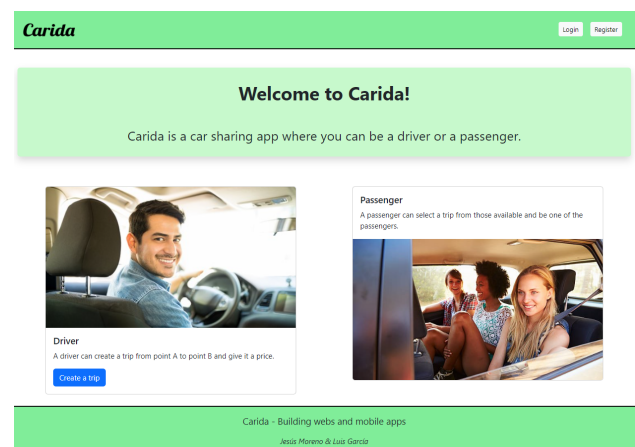 Carida
Login
Register
Welcome to Carida!
Carida is a car sharing app where you can be a driver or a passenger.
Driver
A driver can create a trip from point A to point B and give it a price.
Create a trip
Passenger
A passenger can select a trip from those available and be one of the
passengers.
Carida - Building webs and mobile apps
Jesús Moreno & Luis García